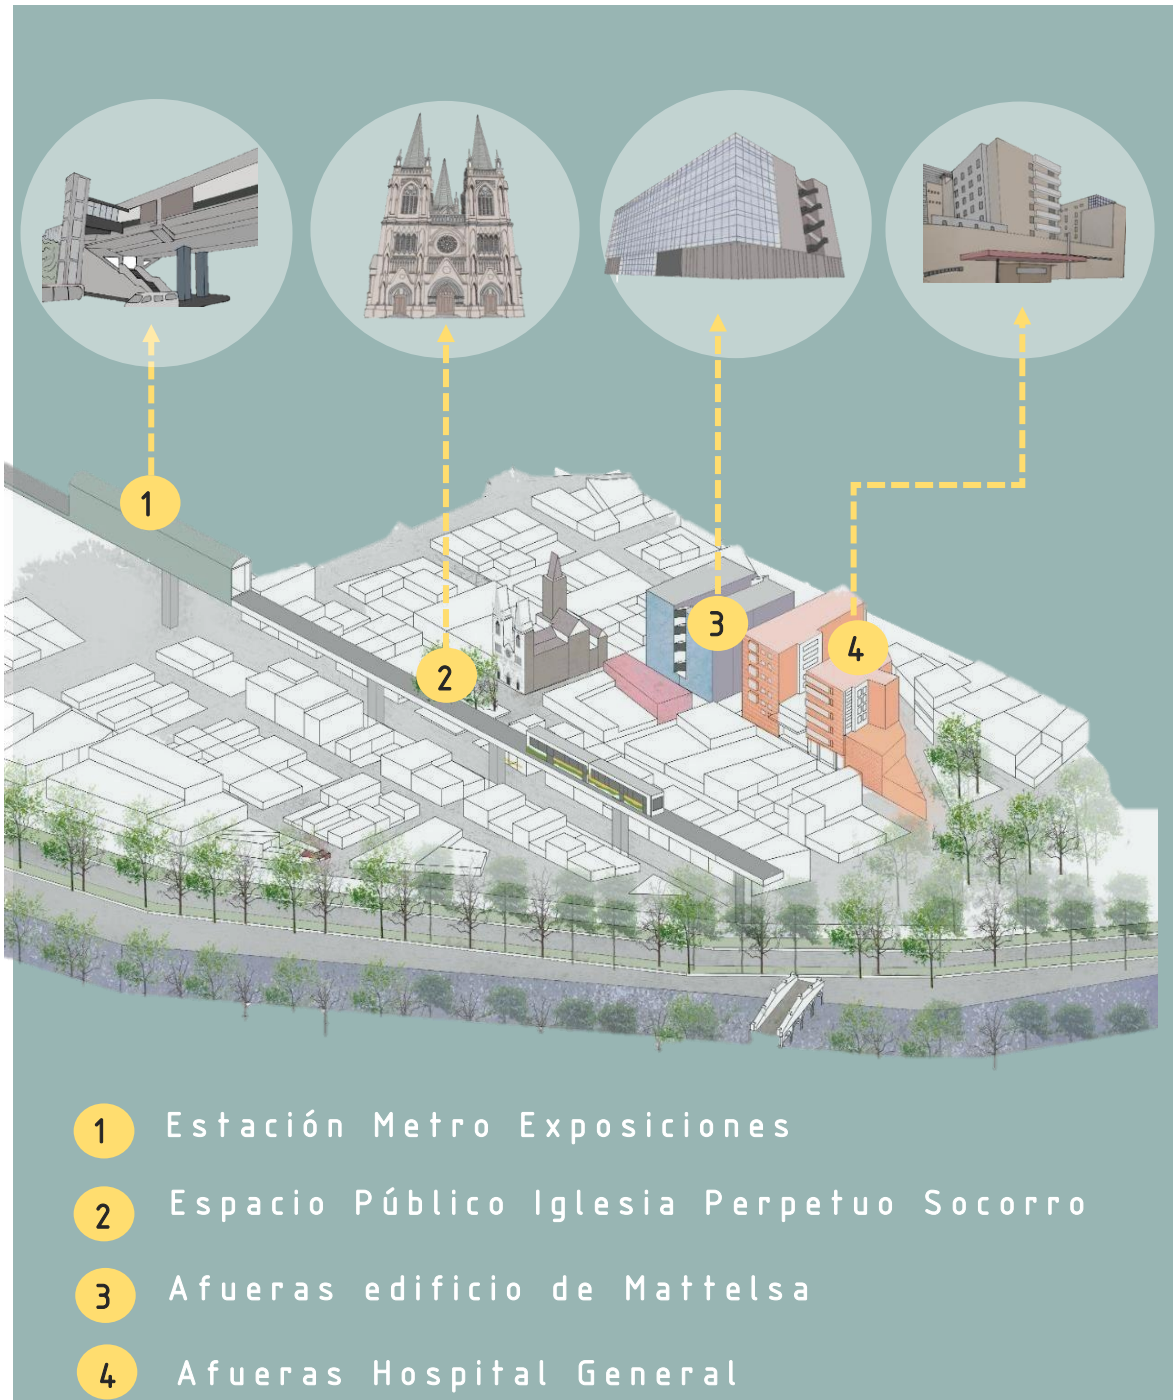 1
2
3
4
1 Estación Metro Exposiciones
2 Espacio Público Iglesia Perpetuo Socorro
3 Afueras edificio de Mattelsa
4 Afueras Hospital General